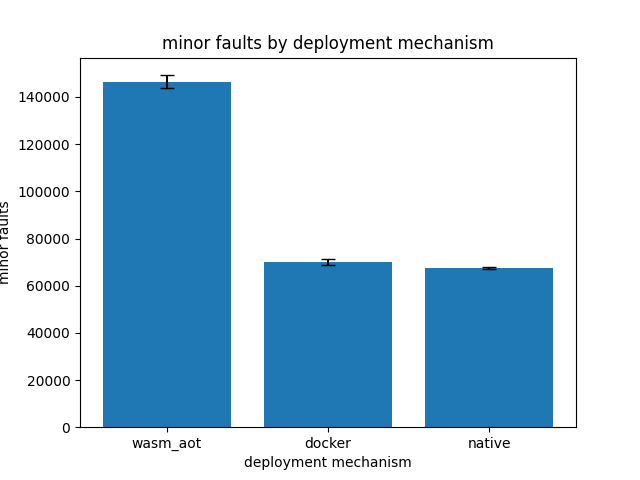 minor faults by deployment mechanism
minor faults
140000
120000
100000
80000
60000
40000
20000
0
wasm_aot
docker
native
deployment mechanism